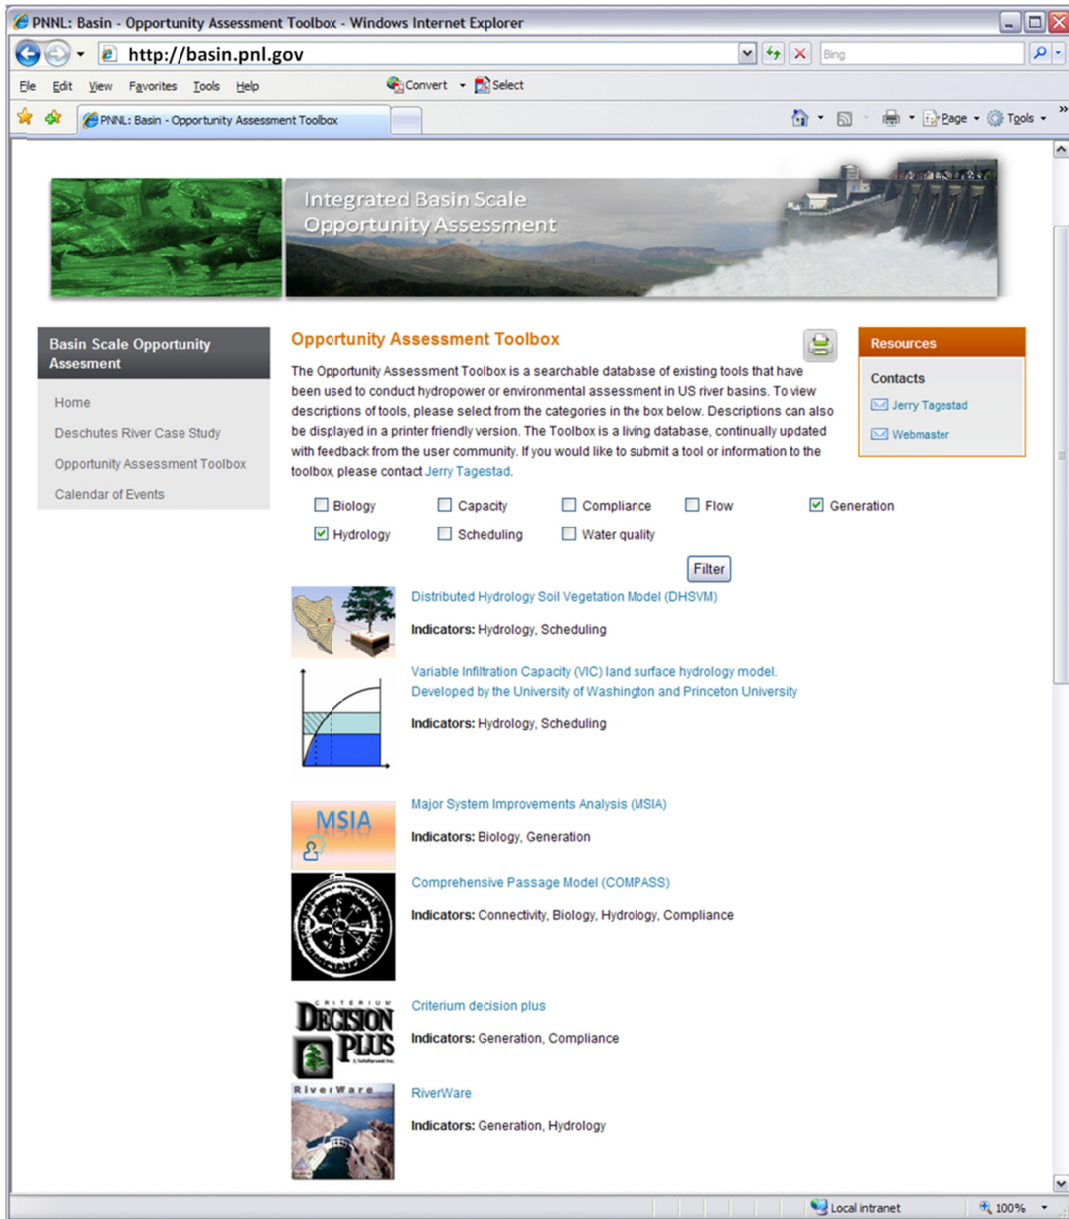 PNNL: Basin - Opportunity Assessment Toolbox - Windows Internet Explorer
http://basin.pnl.gov
Bing
File Edit View Favorites Tools Help
Convert Select
PNNL: Basin - Opportunity Assessment Toolbox
Page Tools »
Integrated Basin Scale
Opportunity Assessment
Basin Scale Opportunity
Assesment
Home
Deschutes River Case Study
Opportunity Assessment Toolbox
Calendar of Events
Opportunity Assessment Toolbox
The Opportunity Assessment Toolbox is a searchable database of existing tools that have
been used to conduct hydropower or environmental assessment in US river basins. To view
descriptions of tools, please select from the categories in the box below. Descriptions can also
be displayed in a printer friendly version. The Toolbox is a living database, continually updated
with feedback from the user community. If you would like to submit a tool or information to the
toolbox, please contact Jerry Tagestad.
Resources
Contacts
Jerry Tagestad
Webmaster
Biology Capacity Compliance Flow Generation
Hydrology Scheduling Water quality
Filter
Distributed Hydrology Soil Vegetation Model (DHSVM)
Indicators: Hydrology, Scheduling
Variable Infiltration Capacity (VIC) land surface hydrology model.
Developed by the University of Washington and Princeton University
Indicators: Hydrology, Scheduling
MSIA
Major System Improvements Analysis (MSIA)
Indicators: Biology, Generation
Comprehensive Passage Model (COMPASS)
Indicators: Connectivity, Biology, Hydrology, Compliance
CRITERIUM
DECISION
PLUS
Criterium decision plus
Indicators: Generation, Compliance
RiverWare
RiverWare
Indicators: Generation, Hydrology
Local intranet 100%